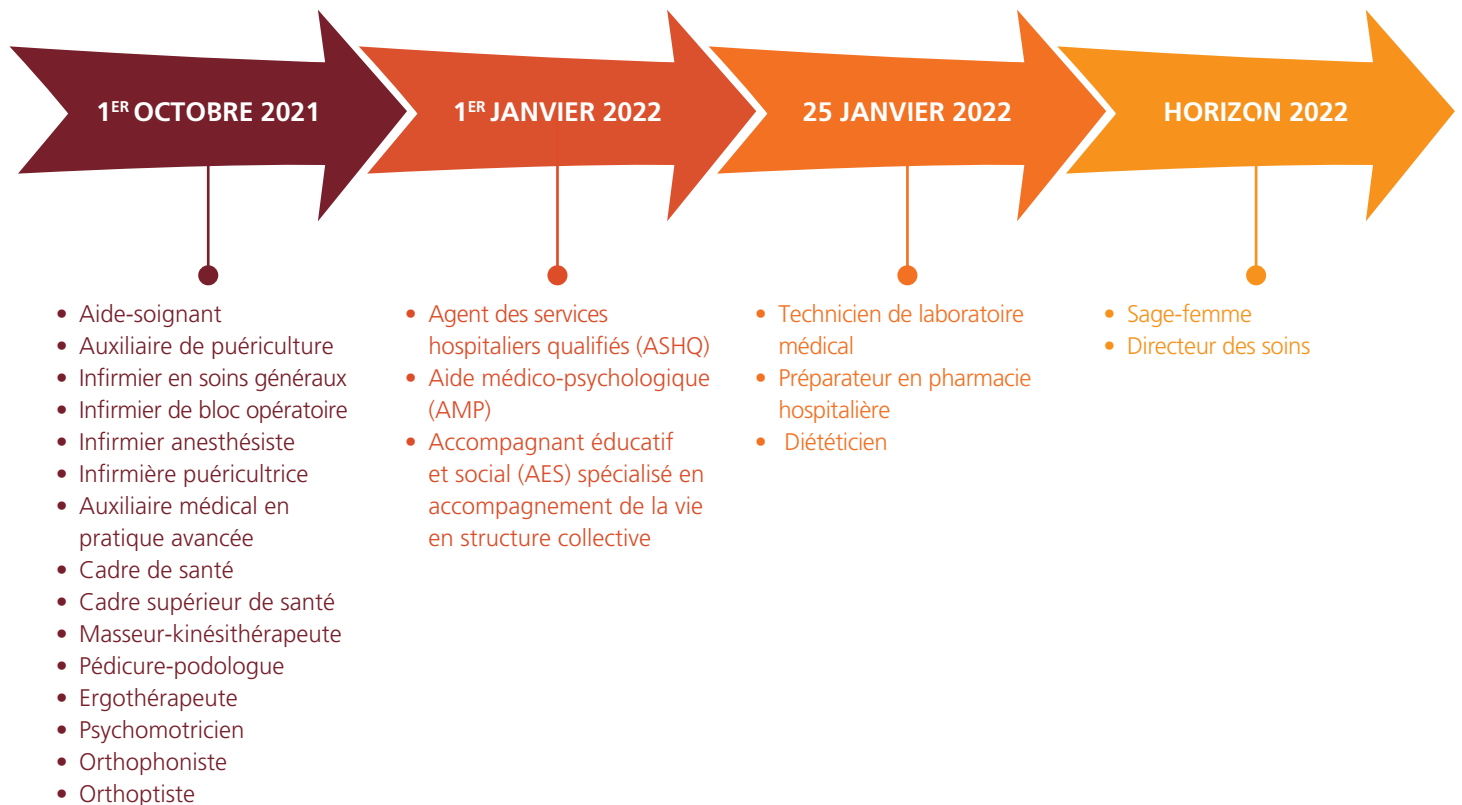 1ER OCTOBRE 2021
1ER JANVIER 2022
25 JANVIER 2022
HORIZON 2022
• Aide-soignant
• Auxiliaire de puériculture
• Infirmier en soins généraux
• Infirmier de bloc opératoire
• Infirmier anesthésiste
• Infirmière puéricultrice
• Auxiliaire médical en
pratique avancée
• Cadre de santé
• Cadre supérieur de santé
• Masseur-kinésithérapeute
• Pédicure-podologue
• Ergothérapeute
• Psychomotricien
• Orthophoniste
• Orthoptiste
• Agent des services
hospitaliers qualifiés (ASHQ)
• Aide médico-psychologique
(AMP)
• Accompagnant éducatif
et social (AES) spécialisé en
accompagnement de la vie
en structure collective
• Technicien de laboratoire
médical
• Préparateur en pharmacie
hospitalière
• Diététicien
• Sage-femme
• Directeur des soins